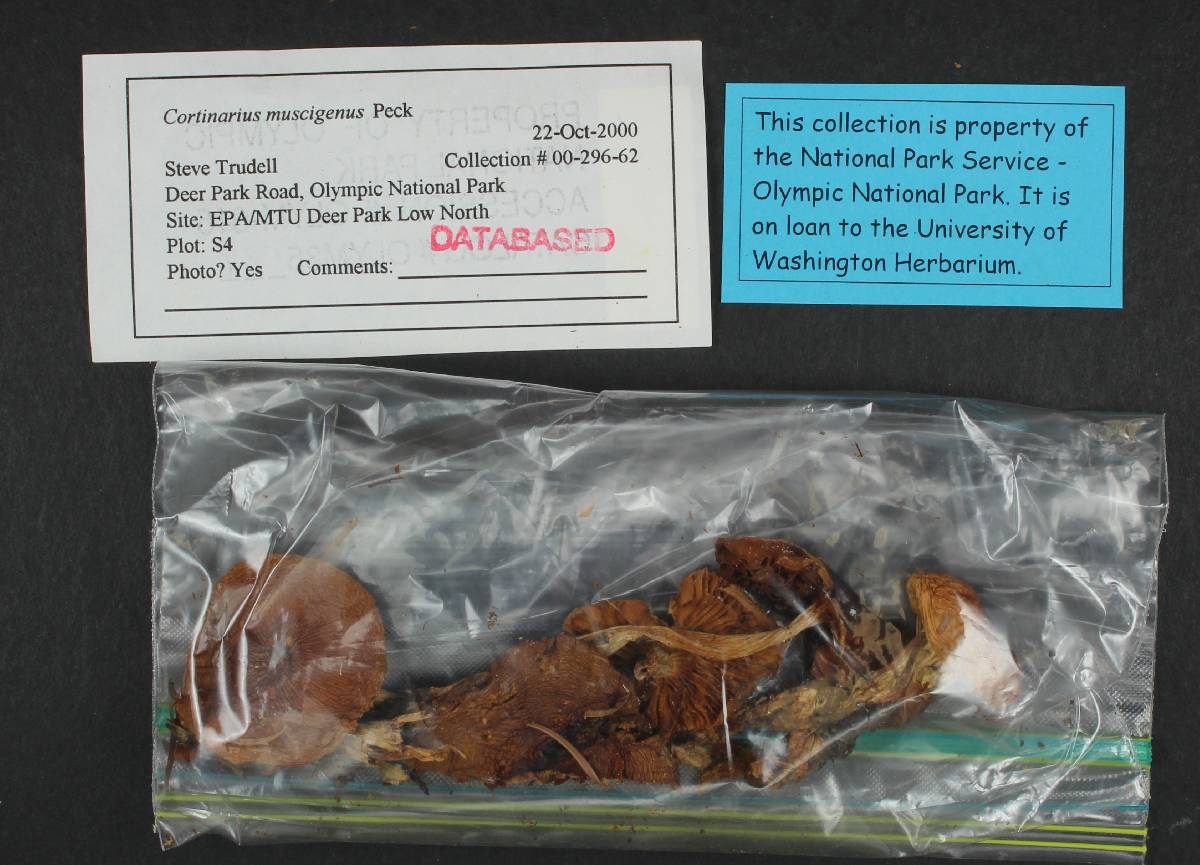 Cortinarius muscigenus Peck
22-Oct-2000
Steve Trudell Collection # 00-296-62
Deer Park Road, Olympic National Park
Site: EPA/MTU Deer Park Low North
Plot: S4
DATABASED
Photo? Yes Comments:
This collection is property of
the National Park Service -
Olympic National Park. It is
on loan to the University of
Washington Herbarium.